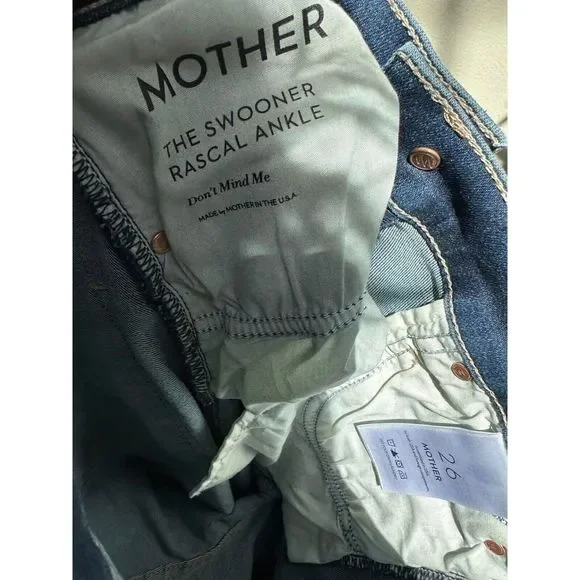 MOTHER
THE SWOONER
RASCAL ANKLE
Don't Mind Me
MADE by MOTHER IN THE U.S.A.
26
MOTHER